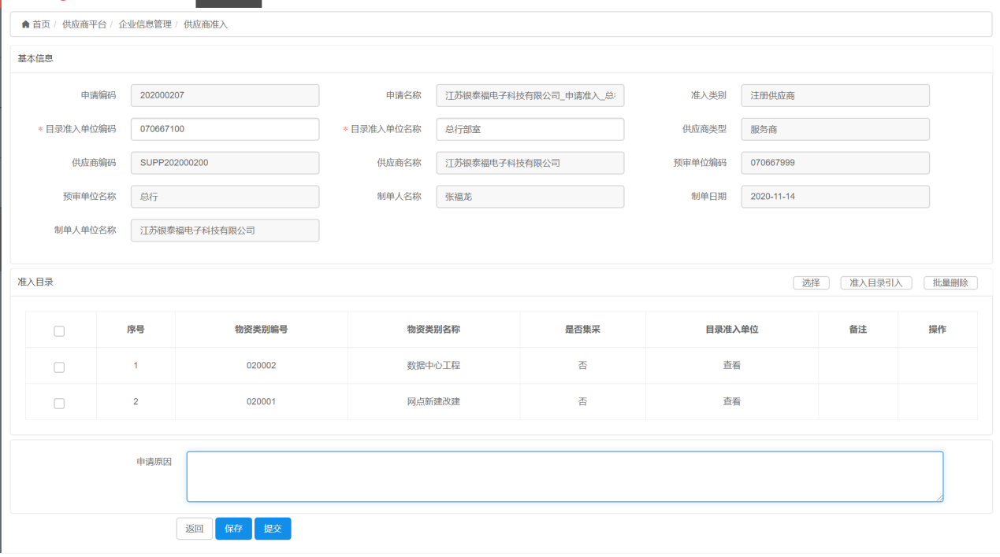 首页 / 供应商平台 / 企业信息管理 / 供应商准入
基本信息
申请编码 202000207 申请名称 江苏银泰福电子科技有限公司_申请准入_总 准入类别 注册供应商
* 目录准入单位编码 070667100 * 目录准入单位名称 总行部室 供应商类型 服务商
供应商编码 SUPP202000200 供应商名称 江苏银泰福电子科技有限公司 预审单位编码 070667999
预审单位名称 总行 制单人名称 张福龙 制单日期 2020-11-14
制单人单位名称 江苏银泰福电子科技有限公司
准入目录 选择 准入目录引入 批量删除
序号 物资类别编号 物资类别名称 是否集采 目录准入单位 备注 操作
1 020002 数据中心工程 否 查看
2 020001 网点新建改建 否 查看
申请原因
返回 保存 提交